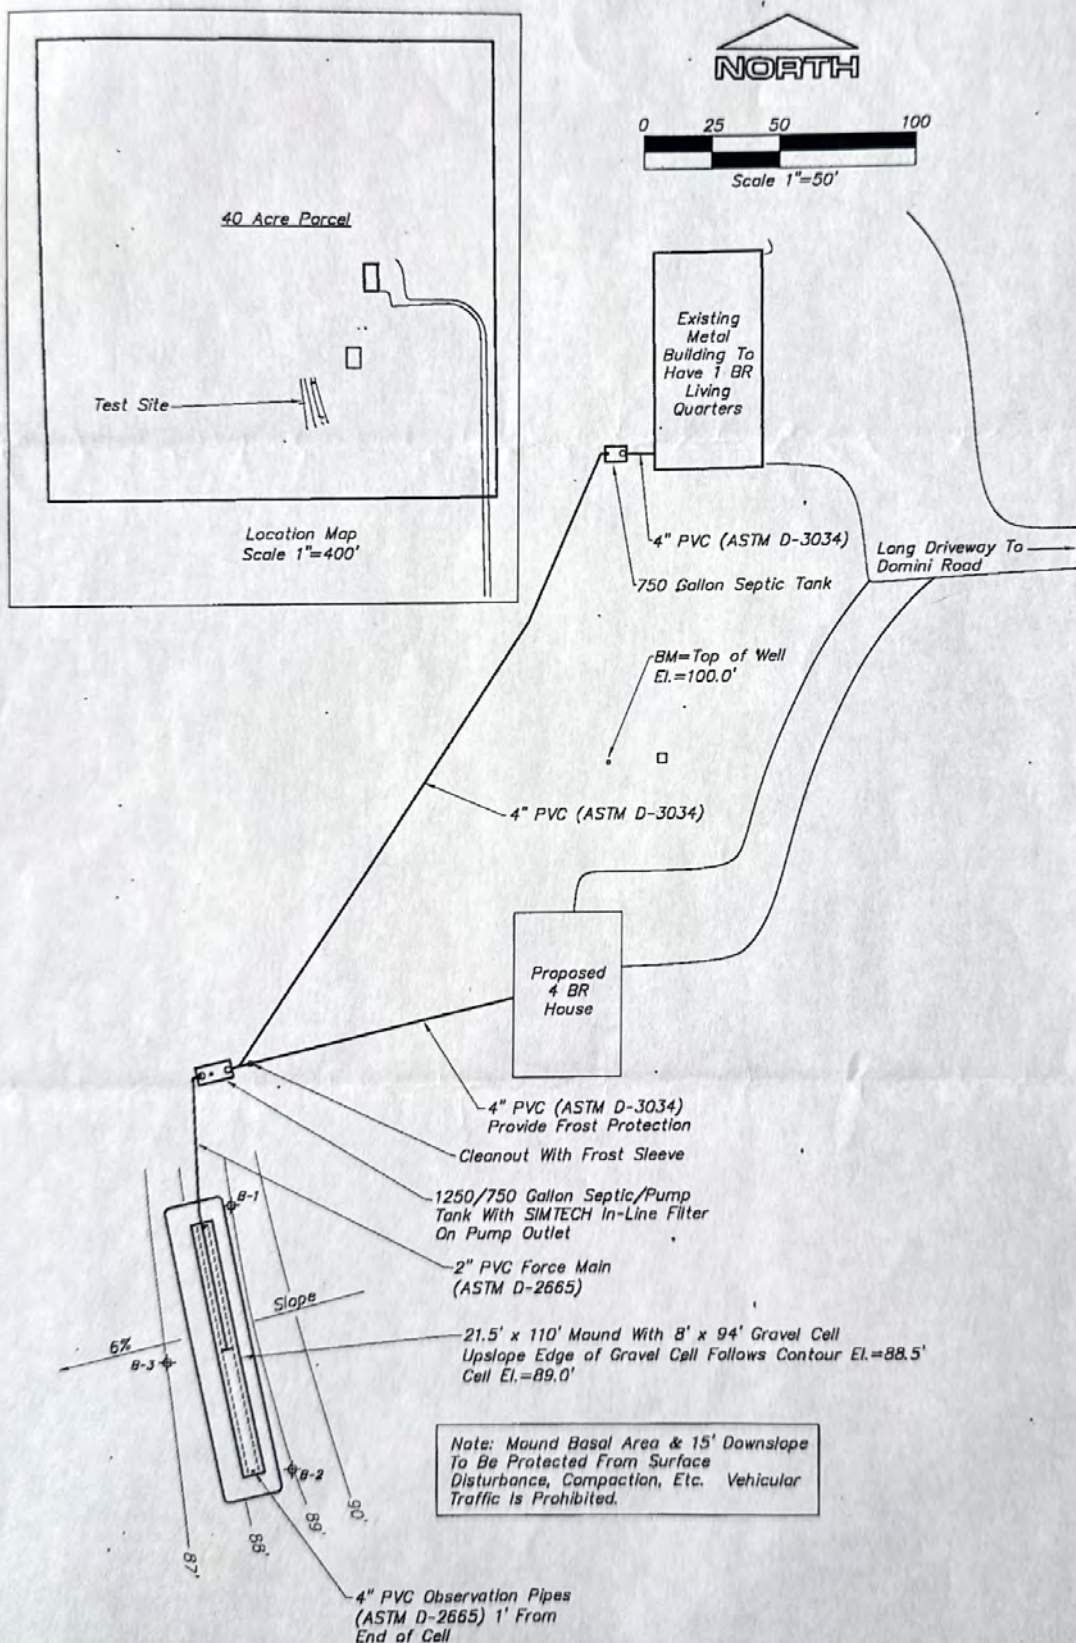 40 Acre Parcel
Test Site
Location Map
Scale 1"=400'
NORTH
0 25 50 100
Scale 1"=50'
Existing
Metal
Building To
Have 1 BR
Living
Quarters
4" PVC (ASTM D-3034)
750 Gallon Septic Tank
Long Driveway To
Domini Road
BM=Top of Well
El.=100.0'
4" PVC (ASTM D-3034)
Proposed
4 BR
House
4" PVC (ASTM D-3034)
Provide Frost Protection
Cleanout With Frost Sleeve
1250/750 Gallon Septic/Pump
Tank With SIMTECH In-Line Filter
On Pump Outlet
2" PVC Force Main
(ASTM D-2665)
B-1
Slope
6%
B-3
21.5' x 110' Mound With 8' x 94' Gravel Cell
Upslope Edge of Gravel Cell Follows Contour El.=88.5'
Cell El.=89.0'
B-2
Note: Mound Basal Area & 15' Downslope
To Be Protected From Surface
Disturbance, Compaction, Etc. Vehicular
Traffic Is Prohibited.
87'
88'
89'
90'
4" PVC Observation Pipes
(ASTM D-2665) 1' From
End of Cell